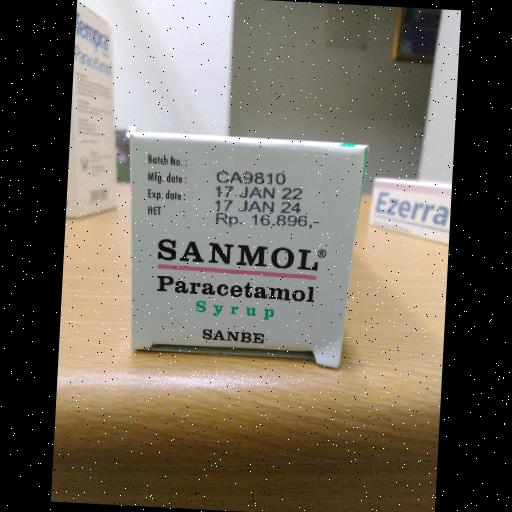 Batch No. : CA9810
Mfg. date : 17 JAN 22
Exp. date : 17 JAN 24
HET : Rp. 16.896,-
SANMOL®
Paracetamol
Syrup
SANBE
Ezerra
Paracetamol